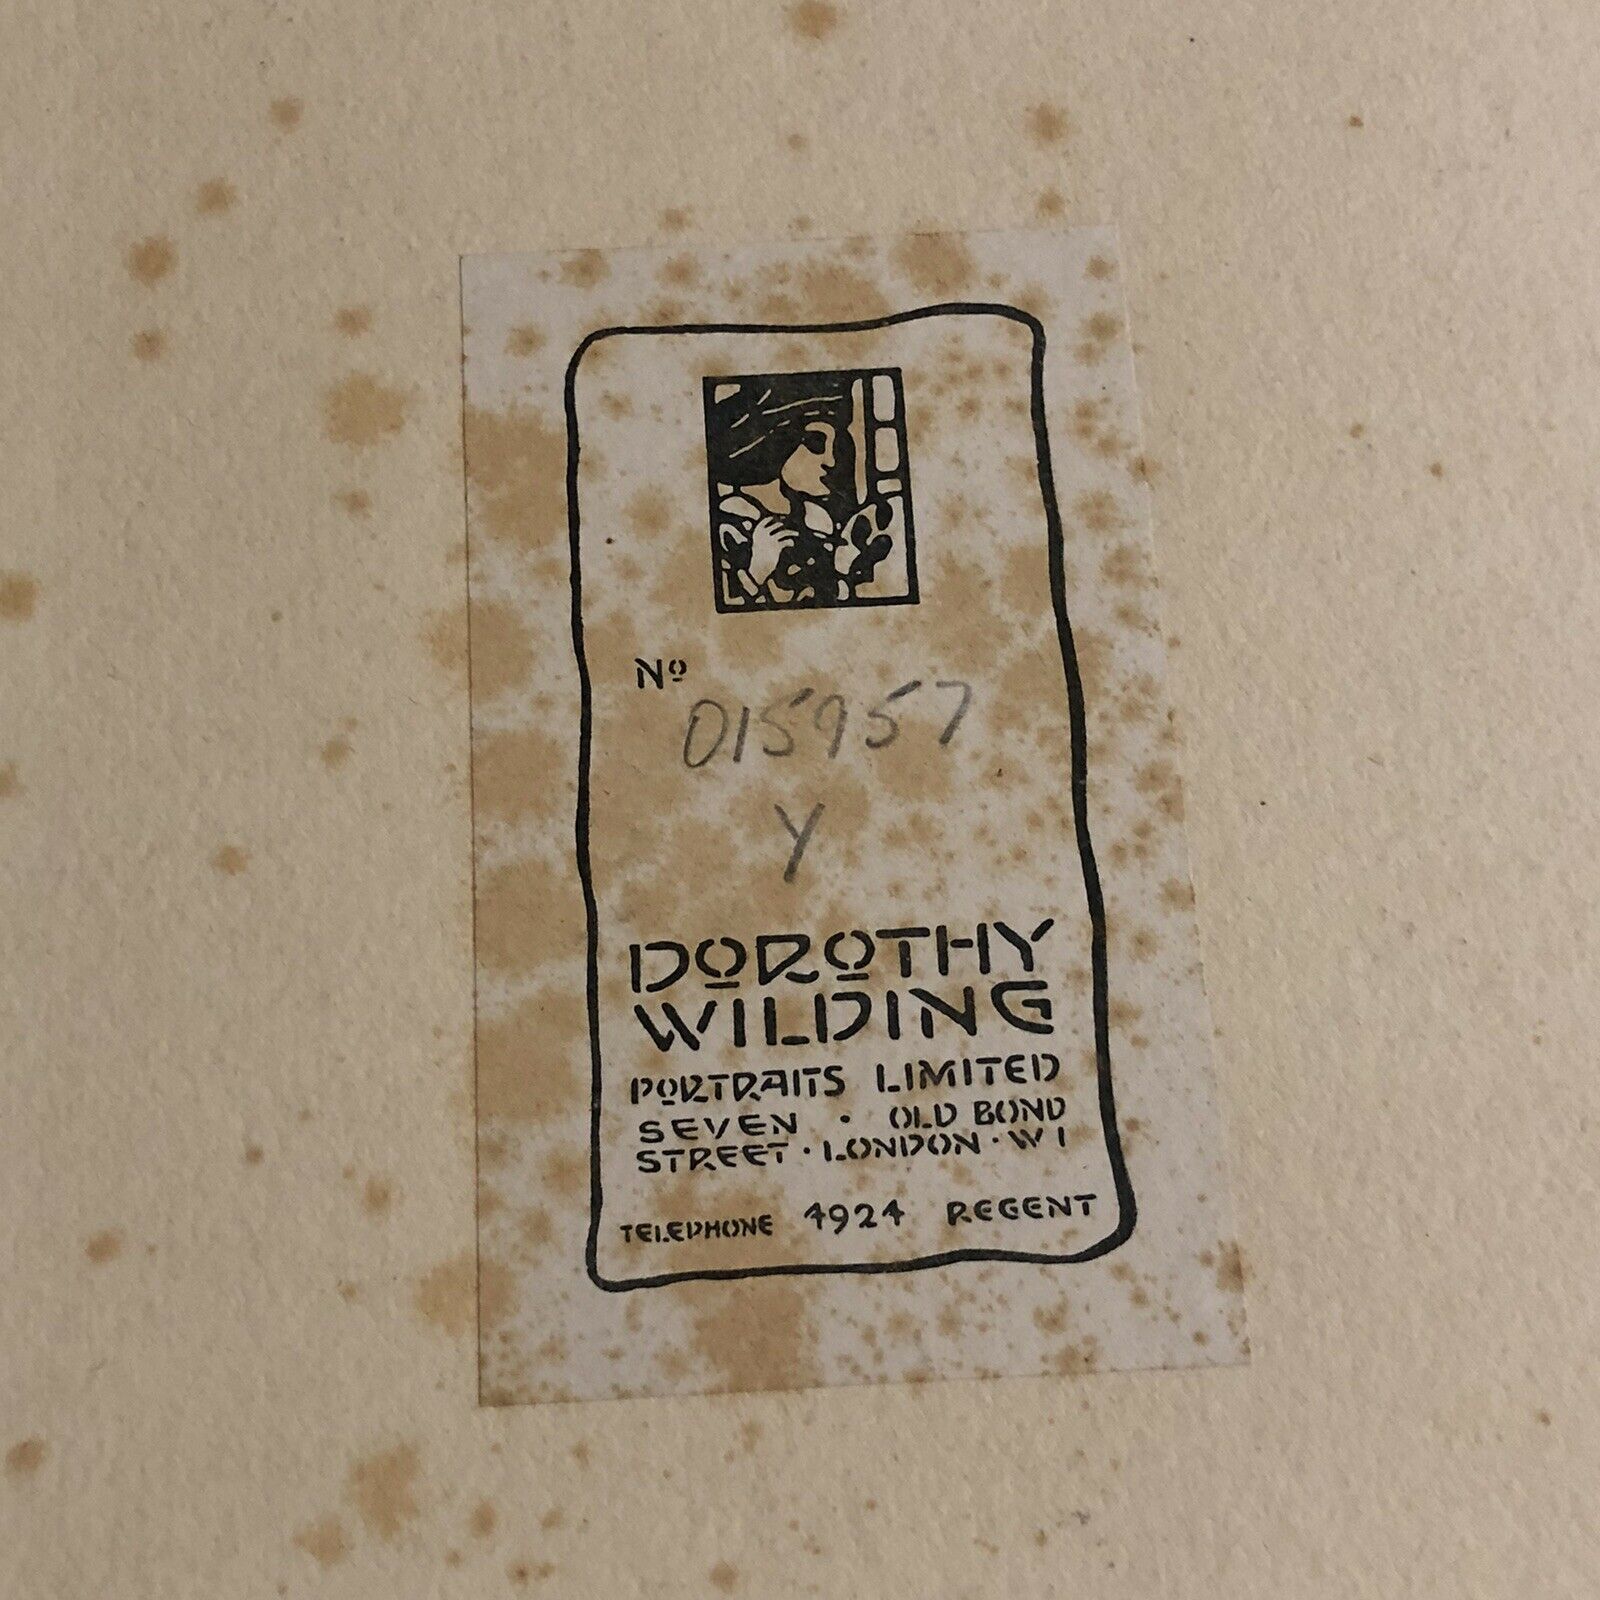 Nº
015957
Y
DOROTHY
WILDING
PORTRAITS LIMITED
SEVEN · OLD BOND
STREET · LONDON · W1
TELEPHONE 4924 REGENT